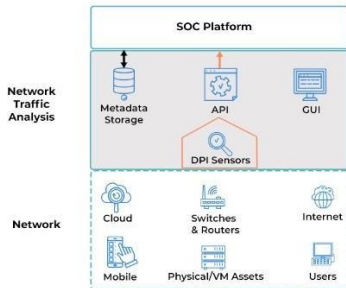 SOC Platform
Network
Traffic
Analysis
Metadata
Storage
API
GUI
DPI Sensors
Network
Cloud
Switches
& Routers
Internet
Mobile
Physical/VM Assets
Users